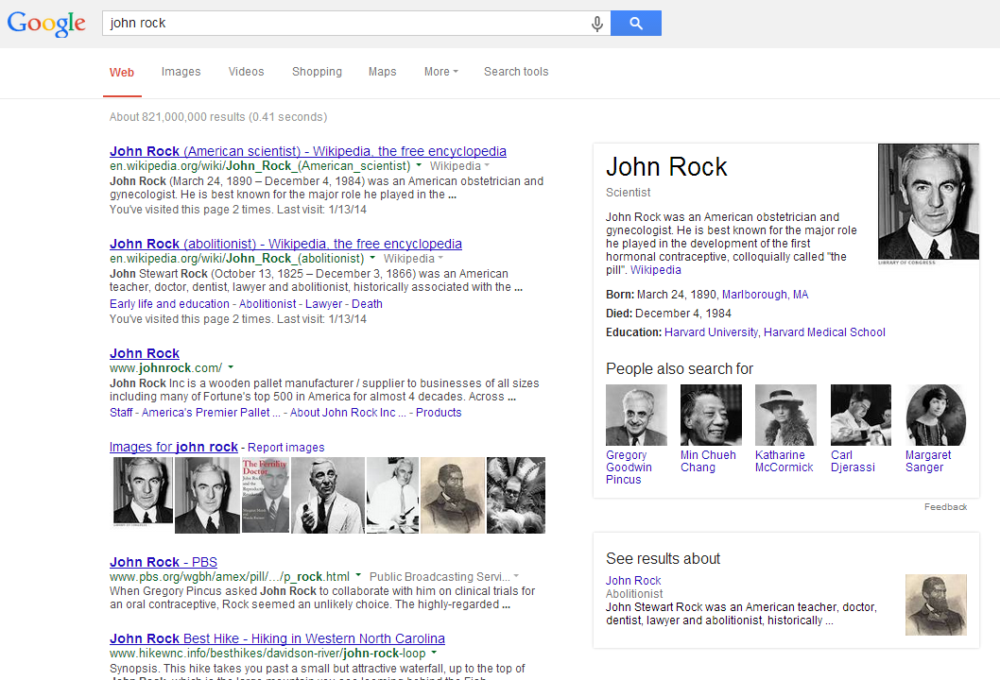 Google
john rock
Web Images Videos Shopping Maps More Search tools
About 821,000,000 results (0.41 seconds)
John Rock (American scientist) - Wikipedia, the free encyclopedia
en.wikipedia.org/wiki/John_Rock_(American_scientist) Wikipedia
John Rock (March 24, 1890 – December 4, 1984) was an American obstetrician and
gynecologist. He is best known for the major role he played in the ...
You've visited this page 2 times. Last visit: 1/13/14
John Rock (abolitionist) - Wikipedia, the free encyclopedia
en.wikipedia.org/wiki/John_Rock_(abolitionist) Wikipedia
John Stewart Rock (October 13, 1825 – December 3, 1866) was an American
teacher, doctor, dentist, lawyer and abolitionist, historically associated with the ...
Early life and education - Abolitionist - Lawyer - Death
You've visited this page 2 times. Last visit: 1/13/14
John Rock
www.johnrock.com/
John Rock Inc is a wooden pallet manufacturer / supplier to businesses of all sizes
including many of Fortune's top 500 in America for almost 4 decades. Across ...
Staff - America's Premier Pallet ... - About John Rock Inc ... - Products
Images for john rock - Report images
The Fertility
Doctor
John Rock
and the
Reproductive
Revolution
John Rock - PBS
www.pbs.org/wgbh/amex/pill/.../p_rock.html Public Broadcasting Servi...
When Gregory Pincus asked John Rock to collaborate with him on clinical trials for
an oral contraceptive, Rock seemed an unlikely choice. The highly-regarded ...
John Rock Best Hike - Hiking in Western North Carolina
www.hikewnc.info/besthikes/davidson-river/john-rock-loop
Synopsis. This hike takes you past a small but attractive waterfall, up to the top of
John Rock
Scientist
John Rock was an American obstetrician and
gynecologist. He is best known for the major role
he played in the development of the first
hormonal contraceptive, colloquially called "the
pill". Wikipedia
LIBRARY OF CONGRESS
Born: March 24, 1890, Marlborough, MA
Died: December 4, 1984
Education: Harvard University, Harvard Medical School
People also search for
Gregory
Goodwin
Pincus
Min Chueh
Chang
Katharine
McCormick
Carl
Djerassi
Margaret
Sanger
Feedback
See results about
John Rock
Abolitionist
John Stewart Rock was an American teacher, doctor,
dentist, lawyer and abolitionist, historically ...